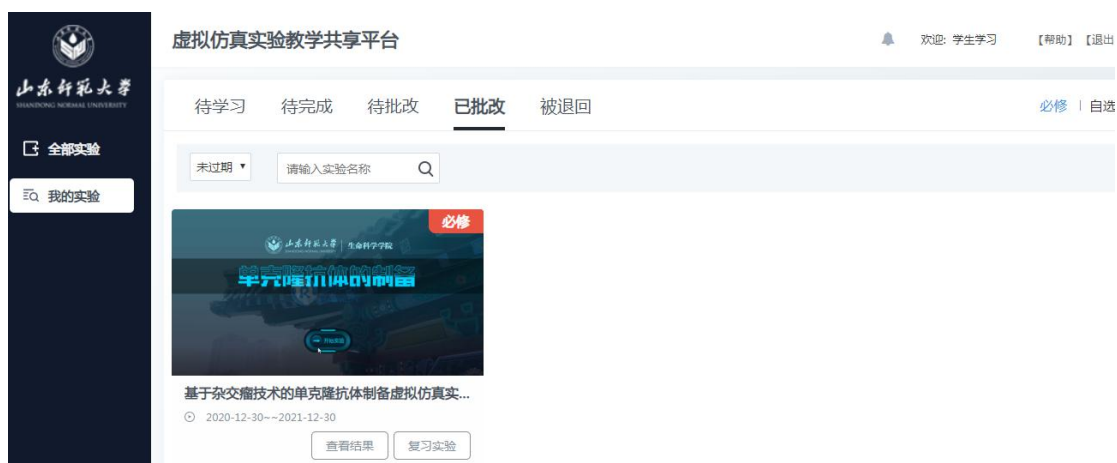 虚拟仿真实验教学共享平台
欢迎: 学生学习
【帮助】【退出
山东师范大学
SHANDONG NORMAL UNIVERSITY
全部实验
我的实验
待学习 待完成 待批改 已批改 被退回
必修 | 自选
未过期
请输入实验名称
必修
山东师范大学 | 生命科学学院
单克隆抗体的制备
开始实验
基于杂交瘤技术的单克隆抗体制备虚拟仿真实...
2020-12-30~~2021-12-30
查看结果 复习实验